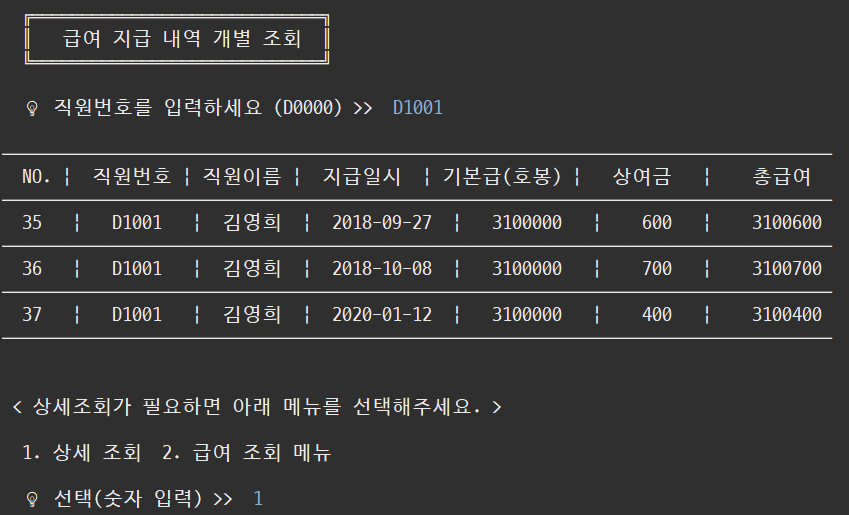 급여 지급 내역 개별 조회
직원번호를 입력하세요 (D0000) >> D1001
NO. ¦ 직원번호 ¦ 직원이름 ¦ 지급일시 ¦ 기본급(호봉) ¦ 상여금 ¦ 총급여
35 ¦ D1001 ¦ 김영희 ¦ 2018-09-27 ¦ 3100000 ¦ 600 ¦ 3100600
36 ¦ D1001 ¦ 김영희 ¦ 2018-10-08 ¦ 3100000 ¦ 700 ¦ 3100700
37 ¦ D1001 ¦ 김영희 ¦ 2020-01-12 ¦ 3100000 ¦ 400 ¦ 3100400
< 상세조회가 필요하면 아래 메뉴를 선택해주세요. >
1. 상세 조회 2. 급여 조회 메뉴
선택(숫자 입력) >> 1